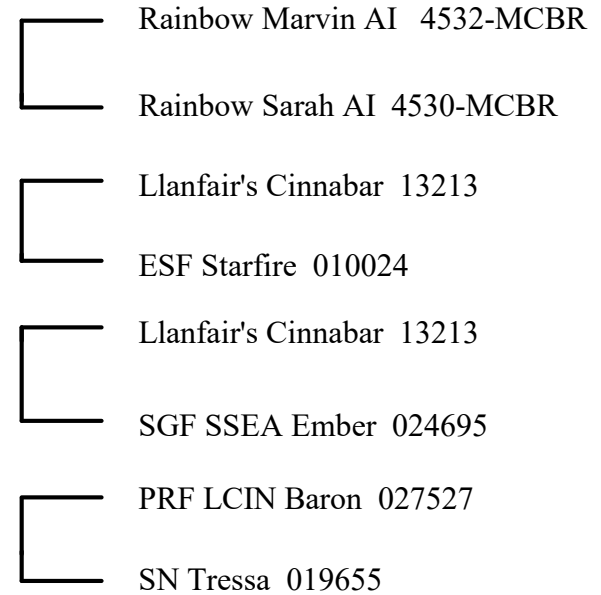 Rainbow Marvin AI 4532-MCBR
Rainbow Sarah AI 4530-MCBR
Llanfair's Cinnabar 13213
ESF Starfire 010024
Llanfair's Cinnabar 13213
SGF SSEA Ember 024695
PRF LCIN Baron 027527
SN Tressa 019655